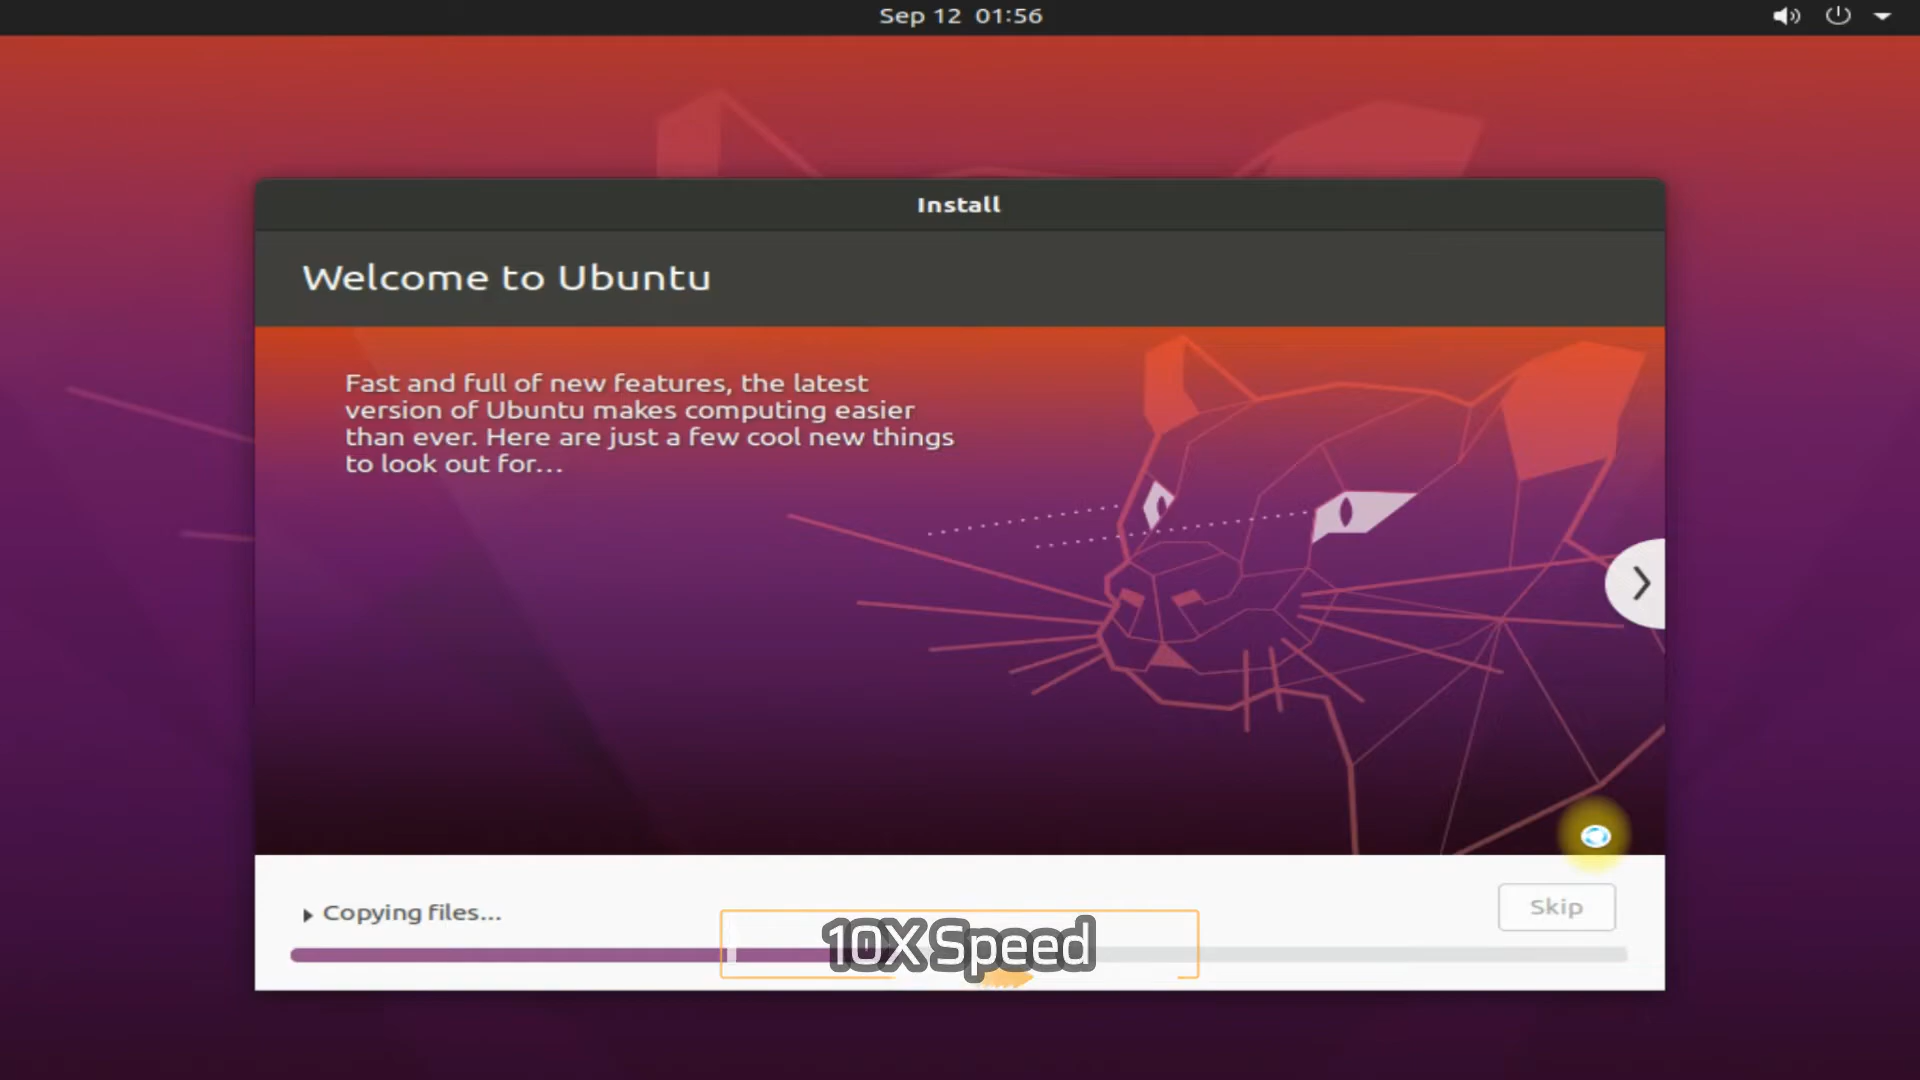 Sep 12 01:56
Install
Welcome to Ubuntu
Fast and full of new features, the latest
version of Ubuntu makes computing easier
than ever. Here are just a few cool new things
to look out for...
Copying files...
Skip
10X Speed